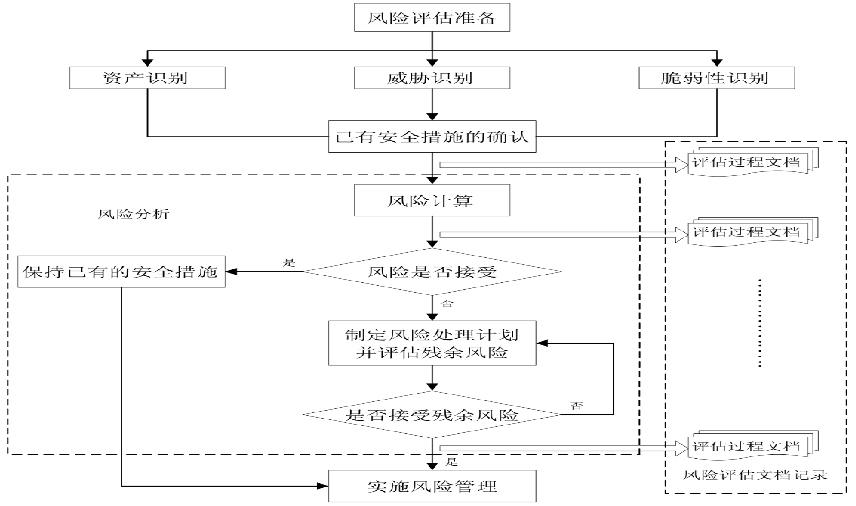 风险评估准备
资产识别
威胁识别
脆弱性识别
已有安全措施的确认
评估过程文档
风险计算
风险分析
评估过程文档
保持已有的安全措施
是
风险是否接受
否
制定风险处理计划
并评估残余风险
是否接受残余风险
否
评估过程文档
是
风险评估文档记录
实施风险管理